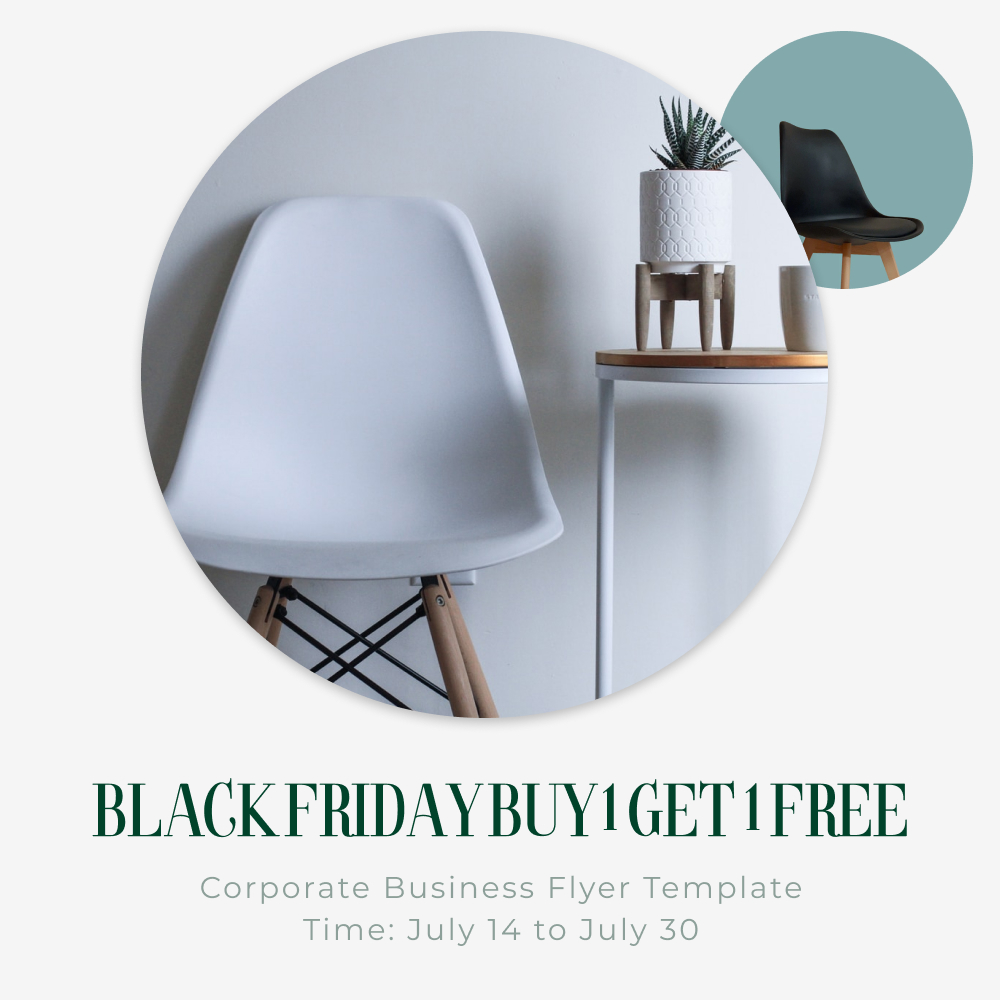 BLACK FRIDAY BUY 1 GET 1 FREE
Corporate Business Flyer Template
Time: July 14 to July 30